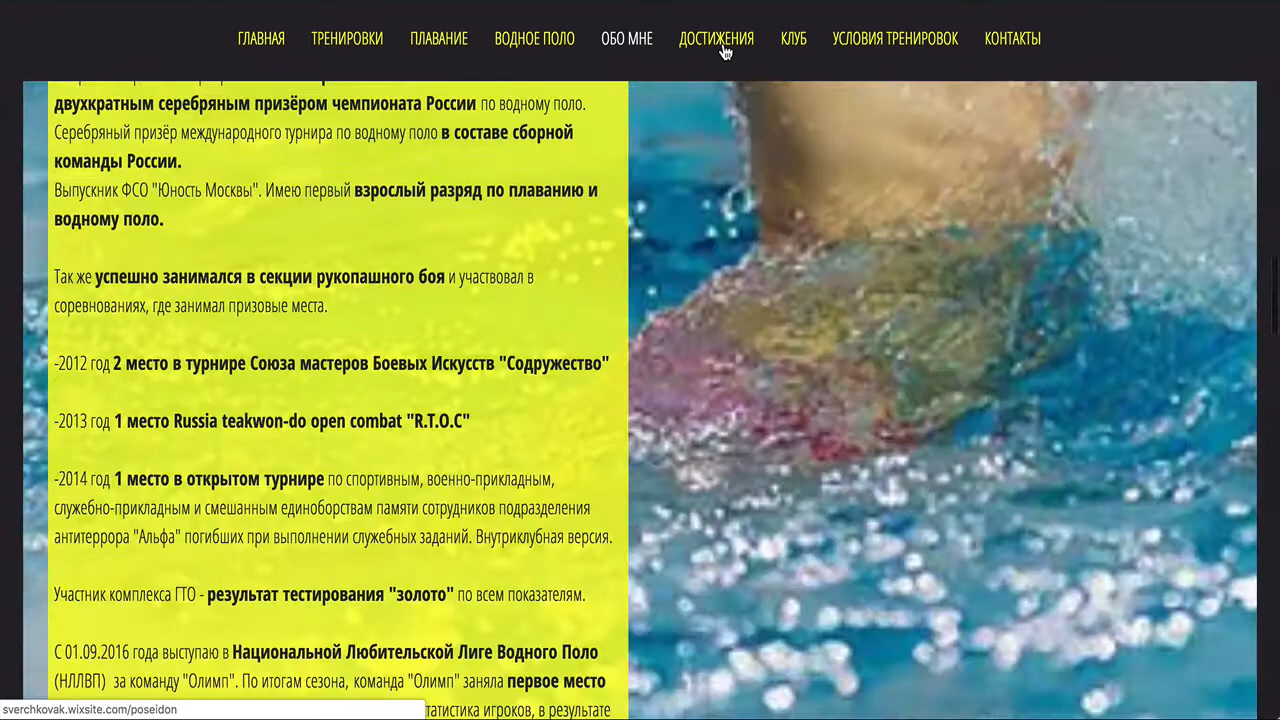 ГЛАВНАЯ ТРЕНИРОВКИ ПЛАВАНИЕ ВОДНОЕ ПОЛО ОБО МНЕ ДОСТИЖЕНИЯ КЛУБ УСЛОВИЯ ТРЕНИРОВОК КОНТАКТЫ
двухкратным серебряным призёром чемпионата России по водному поло.
Серебряный призёр международного турнира по водному поло в составе сборной
команды России.
Выпускник ФСО "Юность Москвы". Имею первый взрослый разряд по плаванию и
водному поло.
Так же успешно занимался в секции рукопашного боя и участвовал в
соревнованиях, где занимал призовые места.
-2012 год 2 место в турнире Союза мастеров Боевых Искусств "Содружество"
-2013 год 1 место Russia teakwon-do open combat "R.T.O.C"
-2014 год 1 место в открытом турнире по спортивным, военно-прикладным,
служебно-прикладным и смешанным единоборствам памяти сотрудников подразделения
антитеррора "Альфа" погибших при выполнении служебных заданий. Внутриклубная версия.
Участник комплекса ГТО - результат тестирования "золото" по всем показателям.
С 01.09.2016 года выступаю в Национальной Любительской Лиге Водного Поло
(НЛЛВП) за команду "Олимп". По итогам сезона, команда "Олимп" заняла первое место
татистика игроков, в результате
sverchkovak.wixsite.com/poseidon